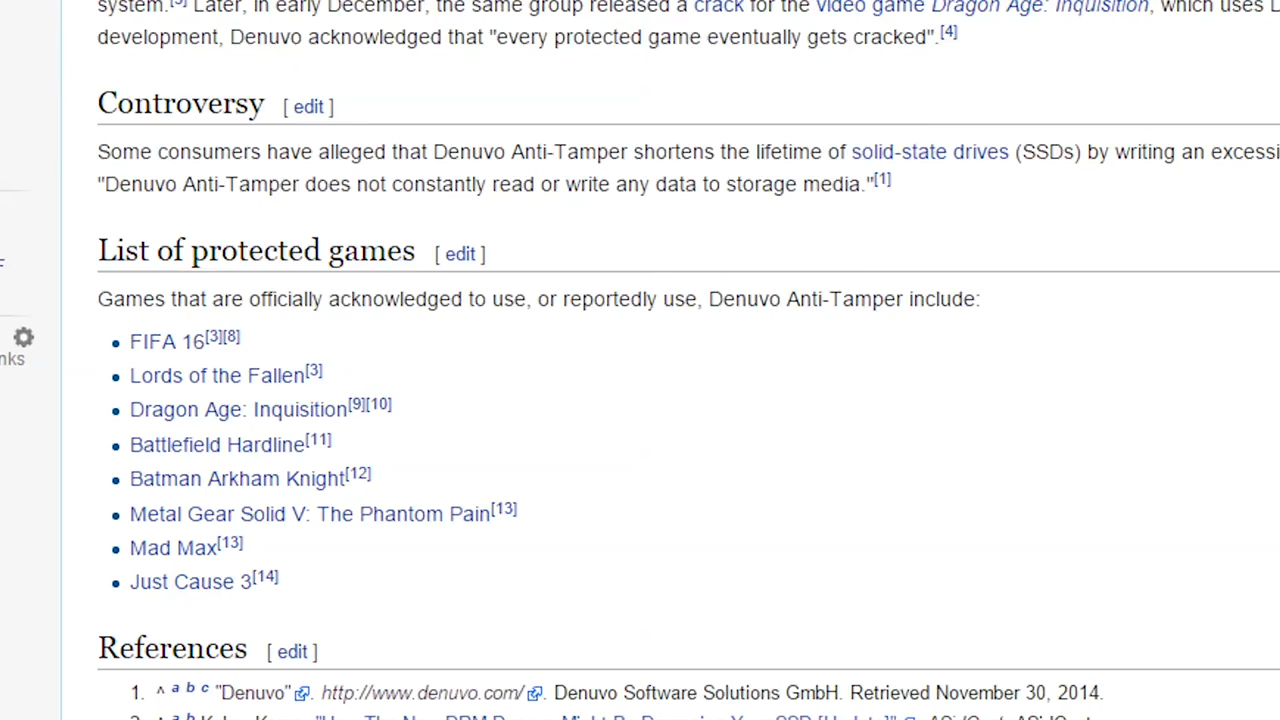 system.[3] Later, in early December, the same group released a crack for the video game Dragon Age: Inquisition, which uses
development, Denuvo acknowledged that "every protected game eventually gets cracked".[4]
Controversy [ edit ]
Some consumers have alleged that Denuvo Anti-Tamper shortens the lifetime of solid-state drives (SSDs) by writing an excessi
"Denuvo Anti-Tamper does not constantly read or write any data to storage media."[1]
List of protected games [ edit ]
Games that are officially acknowledged to use, or reportedly use, Denuvo Anti-Tamper include:
• FIFA 16[3][8]
nks
• Lords of the Fallen[3]
• Dragon Age: Inquisition[9][10]
• Battlefield Hardline[11]
• Batman Arkham Knight[12]
• Metal Gear Solid V: The Phantom Pain[13]
• Mad Max[13]
• Just Cause 3[14]
References [ edit ]
1. ^ a b c "Denuvo". http://www.denuvo.com/. Denuvo Software Solutions GmbH. Retrieved November 30, 2014.